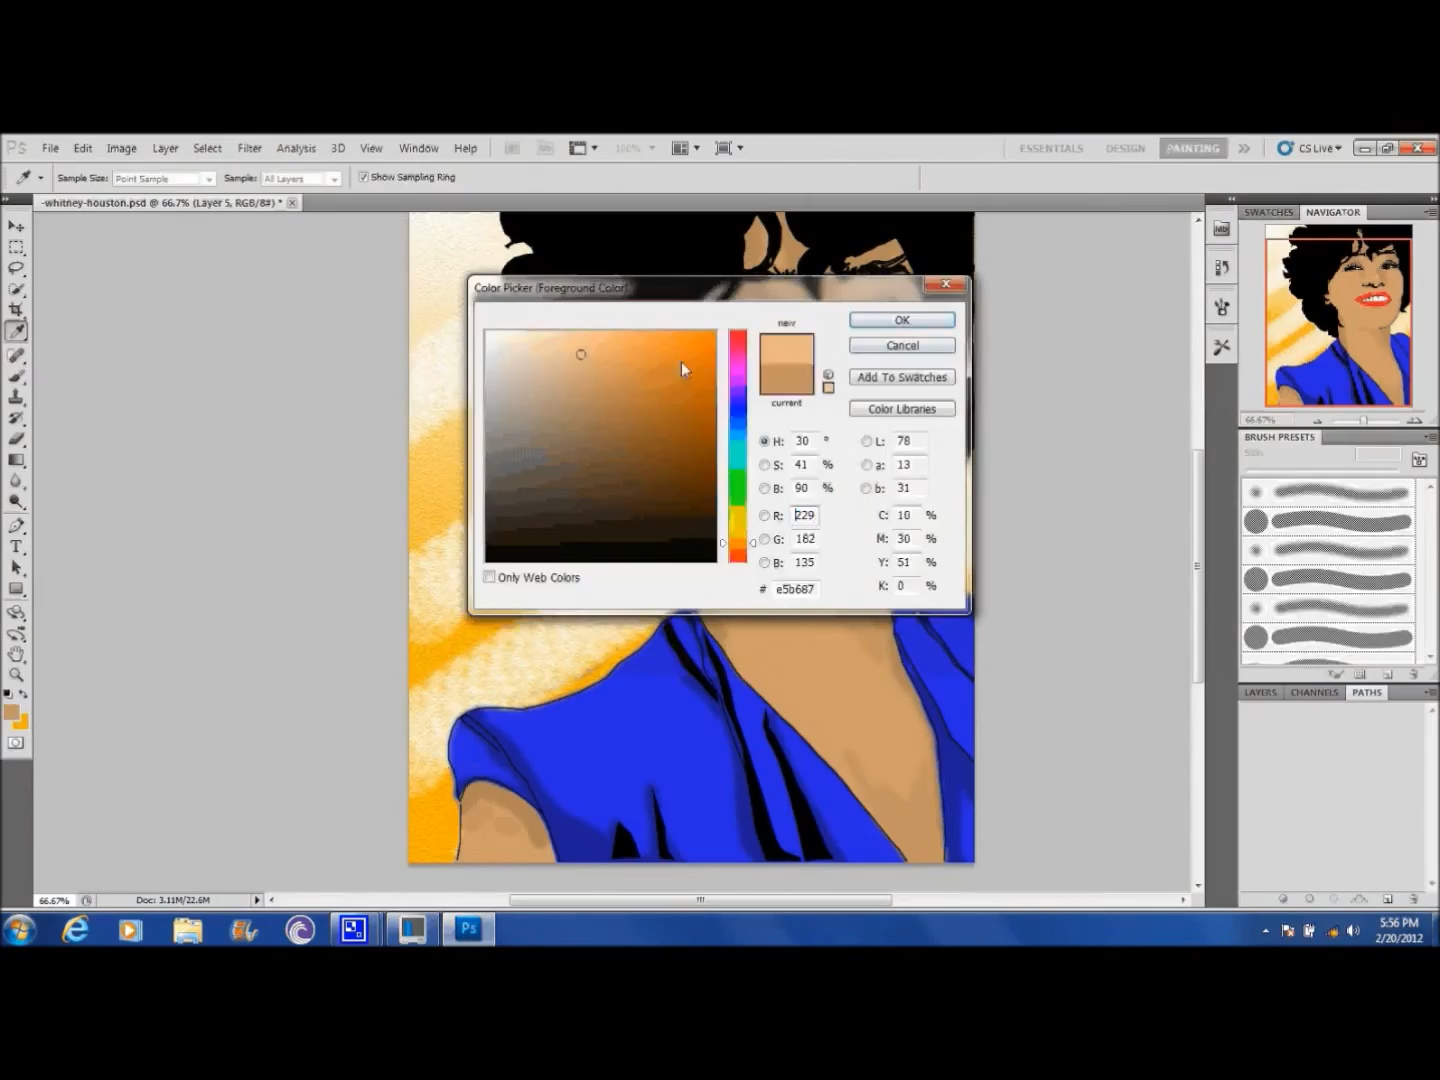 Ps File Edit Image Layer Select Filter Analysis 3D View Window Help 100% ESSENTIALS DESIGN PAINTING CS Live
Sample Size: Point Sample Sample: All Layers Show Sampling Ring
-whitney-houston.psd @ 66.7% (Layer 5, RGB/8#) *
SWATCHES NAVIGATOR
Mb
Color Picker (Foreground Color)
new
OK
Cancel
Add To Swatches
current
Color Libraries
66.67%
BRUSH PRESETS
H: 30 ° L: 78
S: 41 % a: 13
B: 90 % b: 31
R: 229 C: 10 %
G: 182 M: 30 %
B: 135 Y: 51 %
# e5b687 K: 0 %
Only Web Colors
T
LAYERS CHANNELS PATHS
66.67% Doc: 3.11M/22.6M
Ps
5:56 PM
2/20/2012